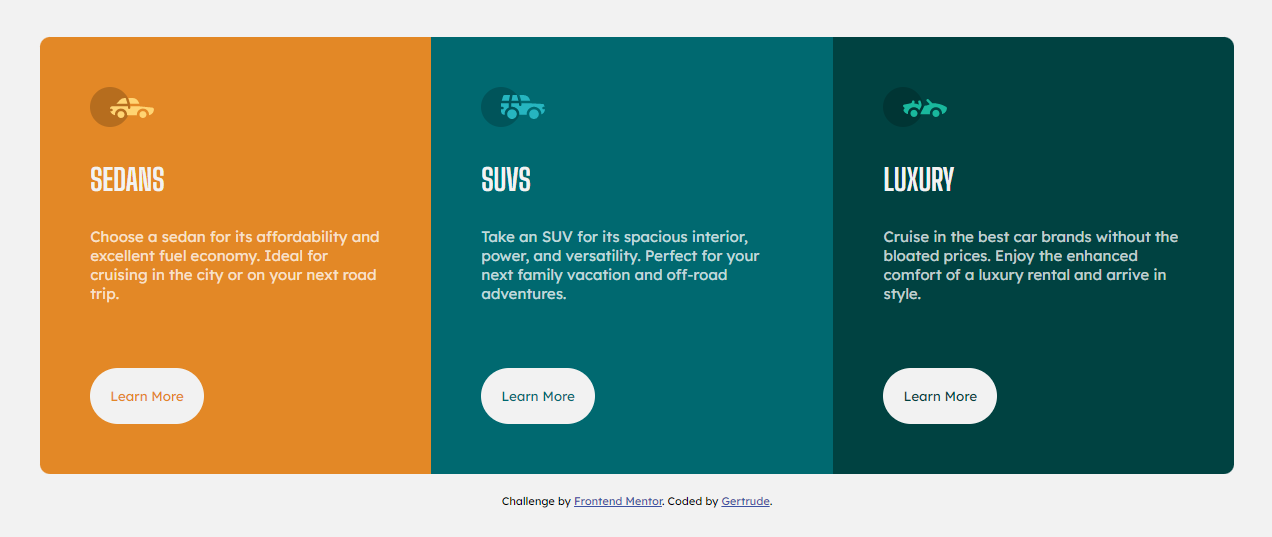 SEDANS
Choose a sedan for its affordability and
excellent fuel economy. Ideal for
cruising in the city or on your next road
trip.
Learn More
SUVS
Take an SUV for its spacious interior,
power, and versatility. Perfect for your
next family vacation and off-road
adventures.
Learn More
LUXURY
Cruise in the best car brands without the
bloated prices. Enjoy the enhanced
comfort of a luxury rental and arrive in
style.
Learn More
Challenge by Frontend Mentor. Coded by Gertrude.